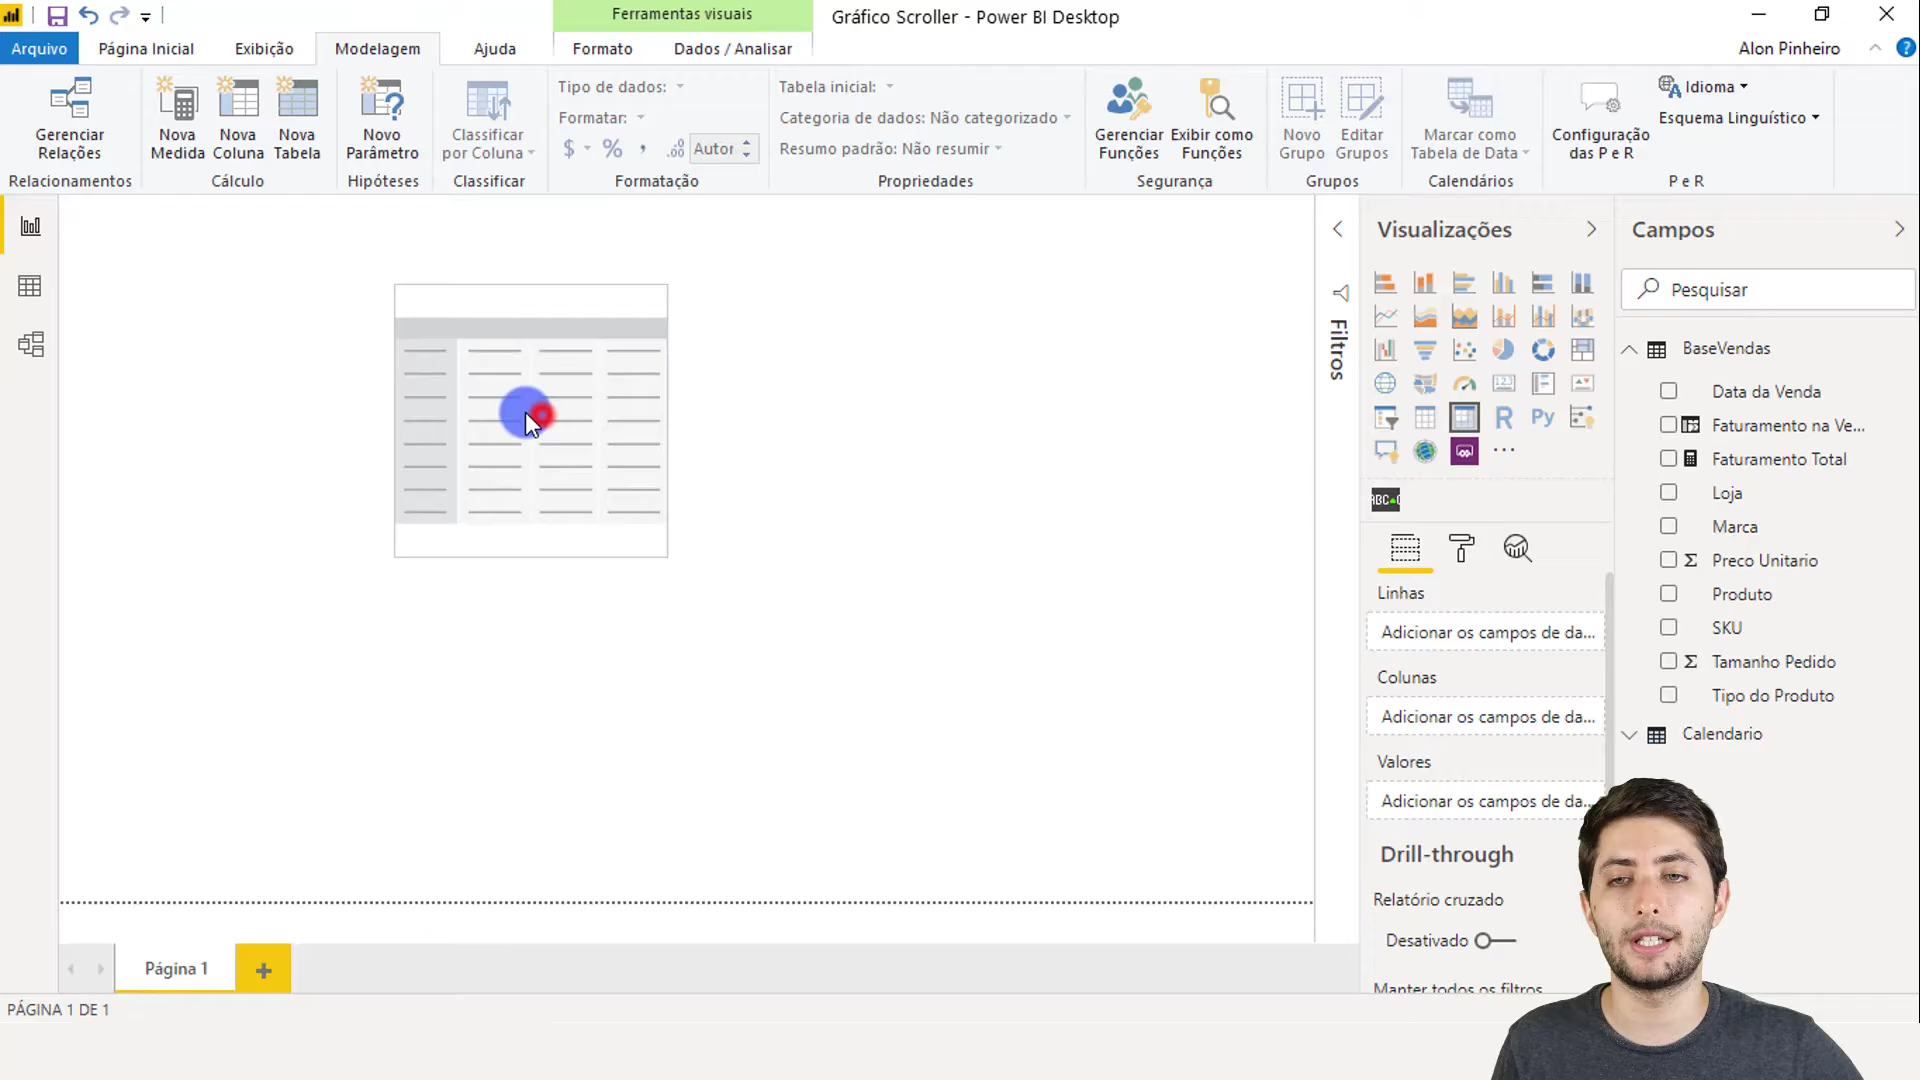 Ferramentas visuais
Gráfico Scroller - Power BI Desktop
Arquivo
Página Inicial
Exibição
Modelagem
Ajuda
Formato
Dados / Analisar
Alon Pinheiro
Gerenciar
Relações
Relacionamentos
Nova
Medida
Nova
Coluna
Nova
Tabela
Cálculo
Novo
Parâmetro
Hipóteses
Classificar
por Coluna
Classificar
Tipo de dados:
Formatar:
$ % , .00 Autor
Formatação
Tabela inicial:
Categoria de dados: Não categorizado
Resumo padrão: Não resumir
Propriedades
Gerenciar
Funções
Exibir como
Funções
Segurança
Novo
Grupo
Editar
Grupos
Grupos
Marcar como
Tabela de Data
Calendários
Configuração
das P e R
Idioma
Esquema Linguístico
P e R
Filtros
Visualizações
123
R
Py
ABC
Linhas
Adicionar os campos de da...
Colunas
Adicionar os campos de da...
Valores
Adicionar os campos de da...
Drill-through
Relatório cruzado
Desativado
Manter todos os filtros
Campos
Pesquisar
BaseVendas
Data da Venda
Faturamento na Ve...
Faturamento Total
Loja
Marca
Σ Preco Unitario
Produto
SKU
Σ Tamanho Pedido
Tipo do Produto
Calendario
Página 1
PÁGINA 1 DE 1